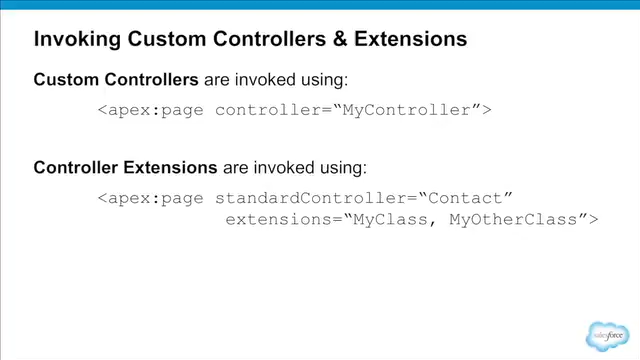 Invoking Custom Controllers & Extensions
Custom Controllers are invoked using:
<apex:page controller=“MyController”>
Controller Extensions are invoked using:
<apex:page standardController=“Contact”
extensions=“MyClass, MyOtherClass”>
salesforce